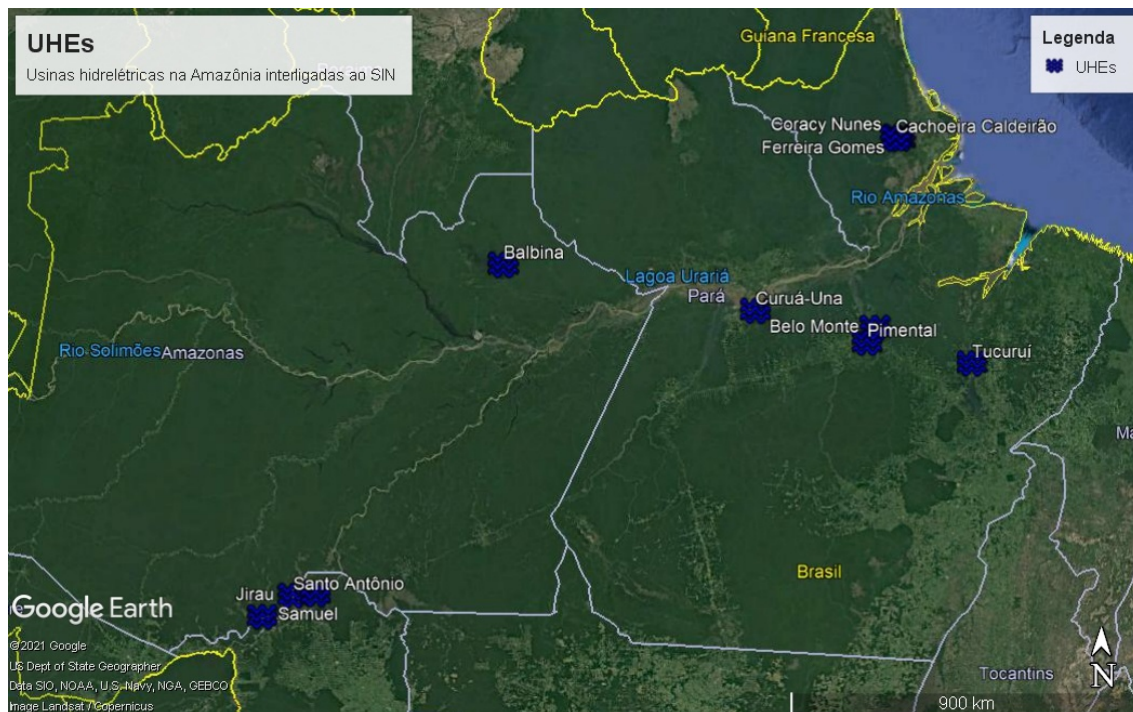 UHEs
Usinas hidrelétricas na Amazônia interligadas ao SIN
Guiana Francesa
Legenda
UHEs
Coracy Nunes
Cachoeira Caldeirão
Ferreira Gomes
Rio Amazonas
Balbina
Lagoa Urariá
Pará
Curuá-Una
Belo Monte
Pimental
Tucuruí
Rio Solimões
Amazonas
Brasil
Jirau
Santo Antônio
Samuel
Google Earth
©2021 Google
US Dept of State Geographer
Data SIO, NOAA, U.S. Navy, NGA, GEBCO
Image Landsat / Copernicus
Tocantins
N
900 km